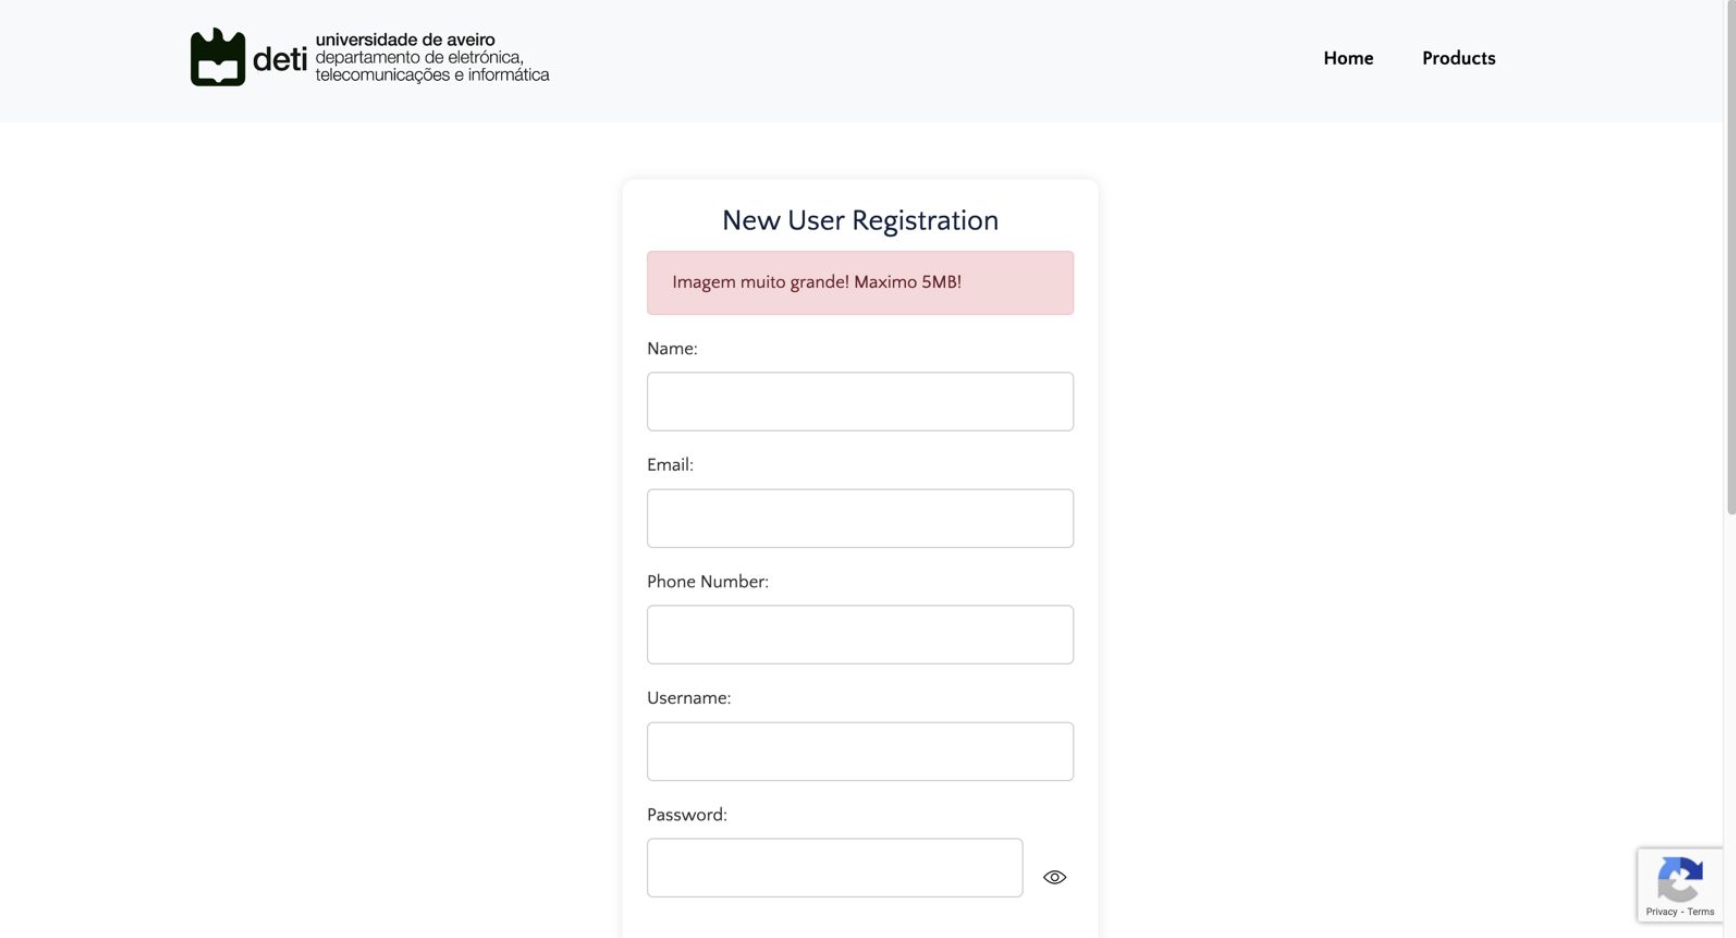 deti
universidade de aveiro
departamento de eletrónica,
telecomunicações e informática
Home
Products
New User Registration
Imagem muito grande! Maximo 5MB!
Name:
Email:
Phone Number:
Username:
Password:
Privacy - Terms